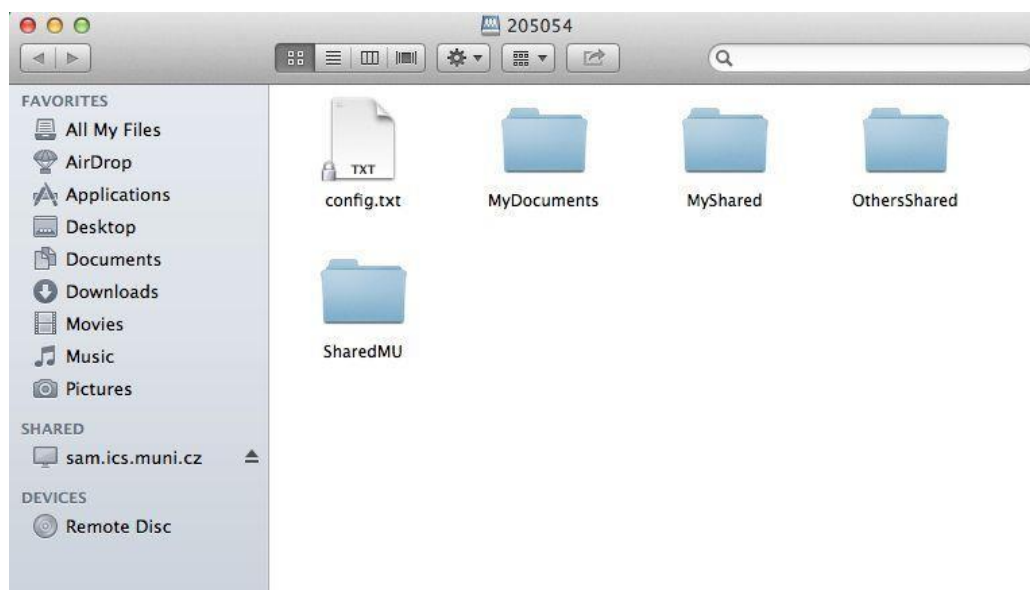 205054
FAVORITES
All My Files
AirDrop
Applications
Desktop
Documents
Downloads
Movies
Music
Pictures
SHARED
sam.ics.muni.cz
DEVICES
Remote Disc
TXT
config.txt
MyDocuments
MyShared
OthersShared
SharedMU